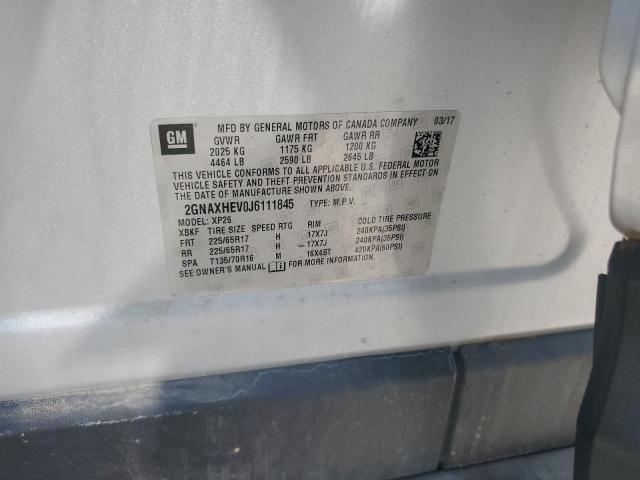 GM
MFD BY GENERAL MOTORS OF CANADA COMPANY 03/17
GVWR GAWR FRT GAWR RR
2025 KG 1175 KG 1200 KG
4464 LB 2590 LB 2645 LB
THIS VEHICLE CONFORMS TO ALL APPLICABLE U.S. FEDERAL MOTOR
VEHICLE SAFETY AND THEFT PREVENTION STANDARDS IN EFFECT ON
THE DATE OF MANUFACTURE SHOWN ABOVE.
2GNAXHEV0J6111845 TYPE: M.P.V.
MODEL: XP26
XBKF TIRE SIZE SPEED RTG RIM COLD TIRE PRESSURE
FRT 225/65R17 H 17X7J 240KPA(35PSI)
RR 225/65R17 H 17X7J 240KPA(35PSI)
SPA T135/70R16 M 16X4BT 420KPA(60PSI)
SEE OWNER'S MANUAL FOR MORE INFORMATION.